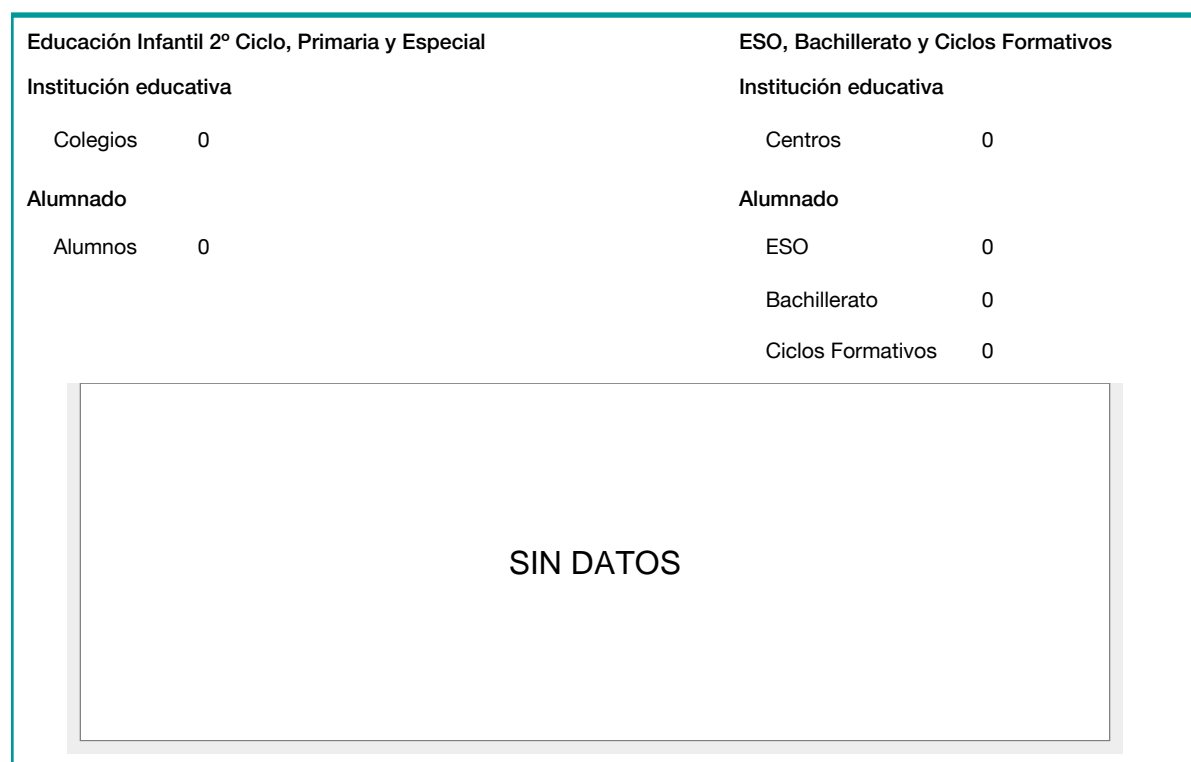 Educación Infantil 2º Ciclo, Primaria y Especial
Institución educativa
Colegios 0
Alumnado
Alumnos 0
ESO, Bachillerato y Ciclos Formativos
Institución educativa
Centros 0
Alumnado
ESO 0
Bachillerato 0
Ciclos Formativos 0
SIN DATOS